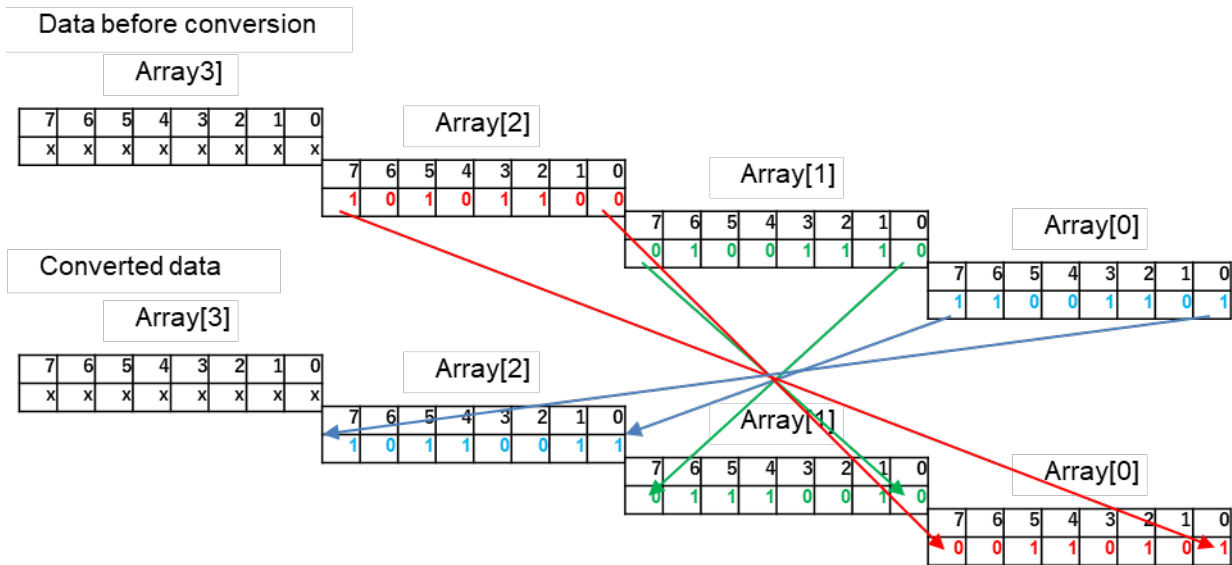 Data before conversion
Array3]
7 6 5 4 3 2 1 0
x x x x x x x x
Array[2]
7 6 5 4 3 2 1 0
1 0 1 0 1 1 0 0
Array[1]
7 6 5 4 3 2 1 0
0 1 0 0 1 1 1 0
Array[0]
7 6 5 4 3 2 1 0
1 1 0 0 1 1 0 1
Converted data
Array[3]
7 6 5 4 3 2 1 0
x x x x x x x x
Array[2]
7 6 5 4 3 2 1 0
1 0 1 1 0 0 1 1
Array[1]
7 6 5 4 3 2 1 0
0 1 1 1 0 0 1 0
Array[0]
7 6 5 4 3 2 1 0
0 0 1 1 0 1 0 1